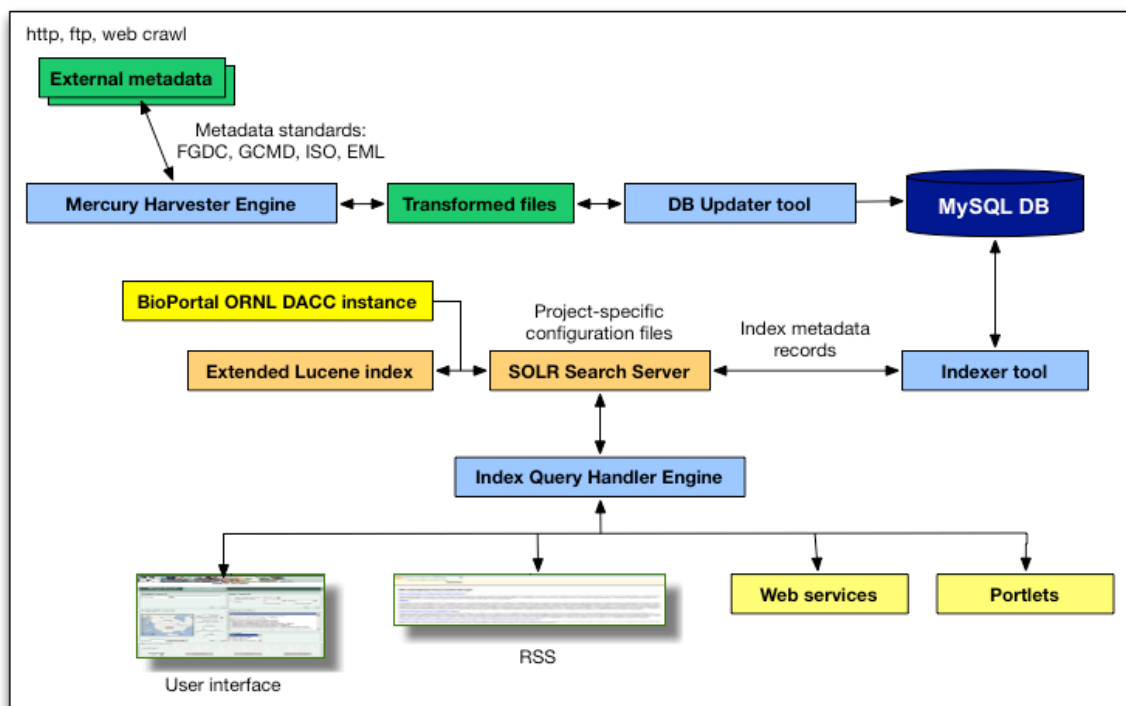 http, ftp, web crawl
External metadata
Metadata standards:
FGDC, GCMD, ISO, EML
Mercury Harvester Engine
Transformed files
DB Updater tool
MySQL DB
BioPortal ORNL DACC instance
Project-specific
configuration files
Index metadata
records
Extended Lucene index
SOLR Search Server
Indexer tool
Index Query Handler Engine
Web services
Portlets
RSS
User interface